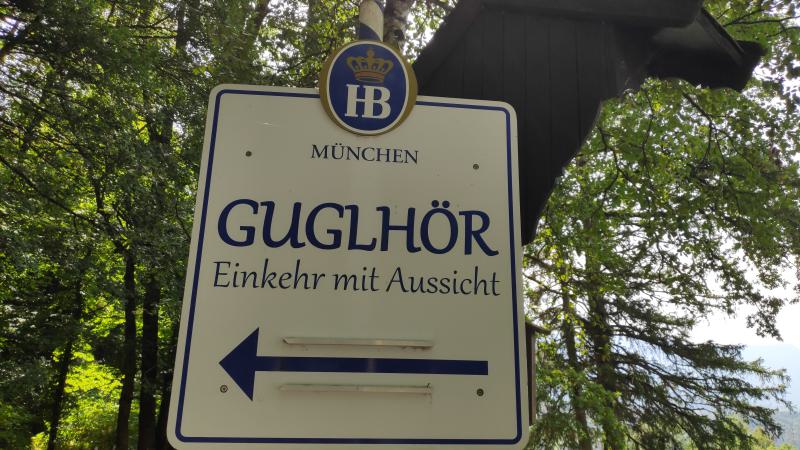 HB
MÜNCHEN
GUGLHÖR
Einkehr mit Aussicht